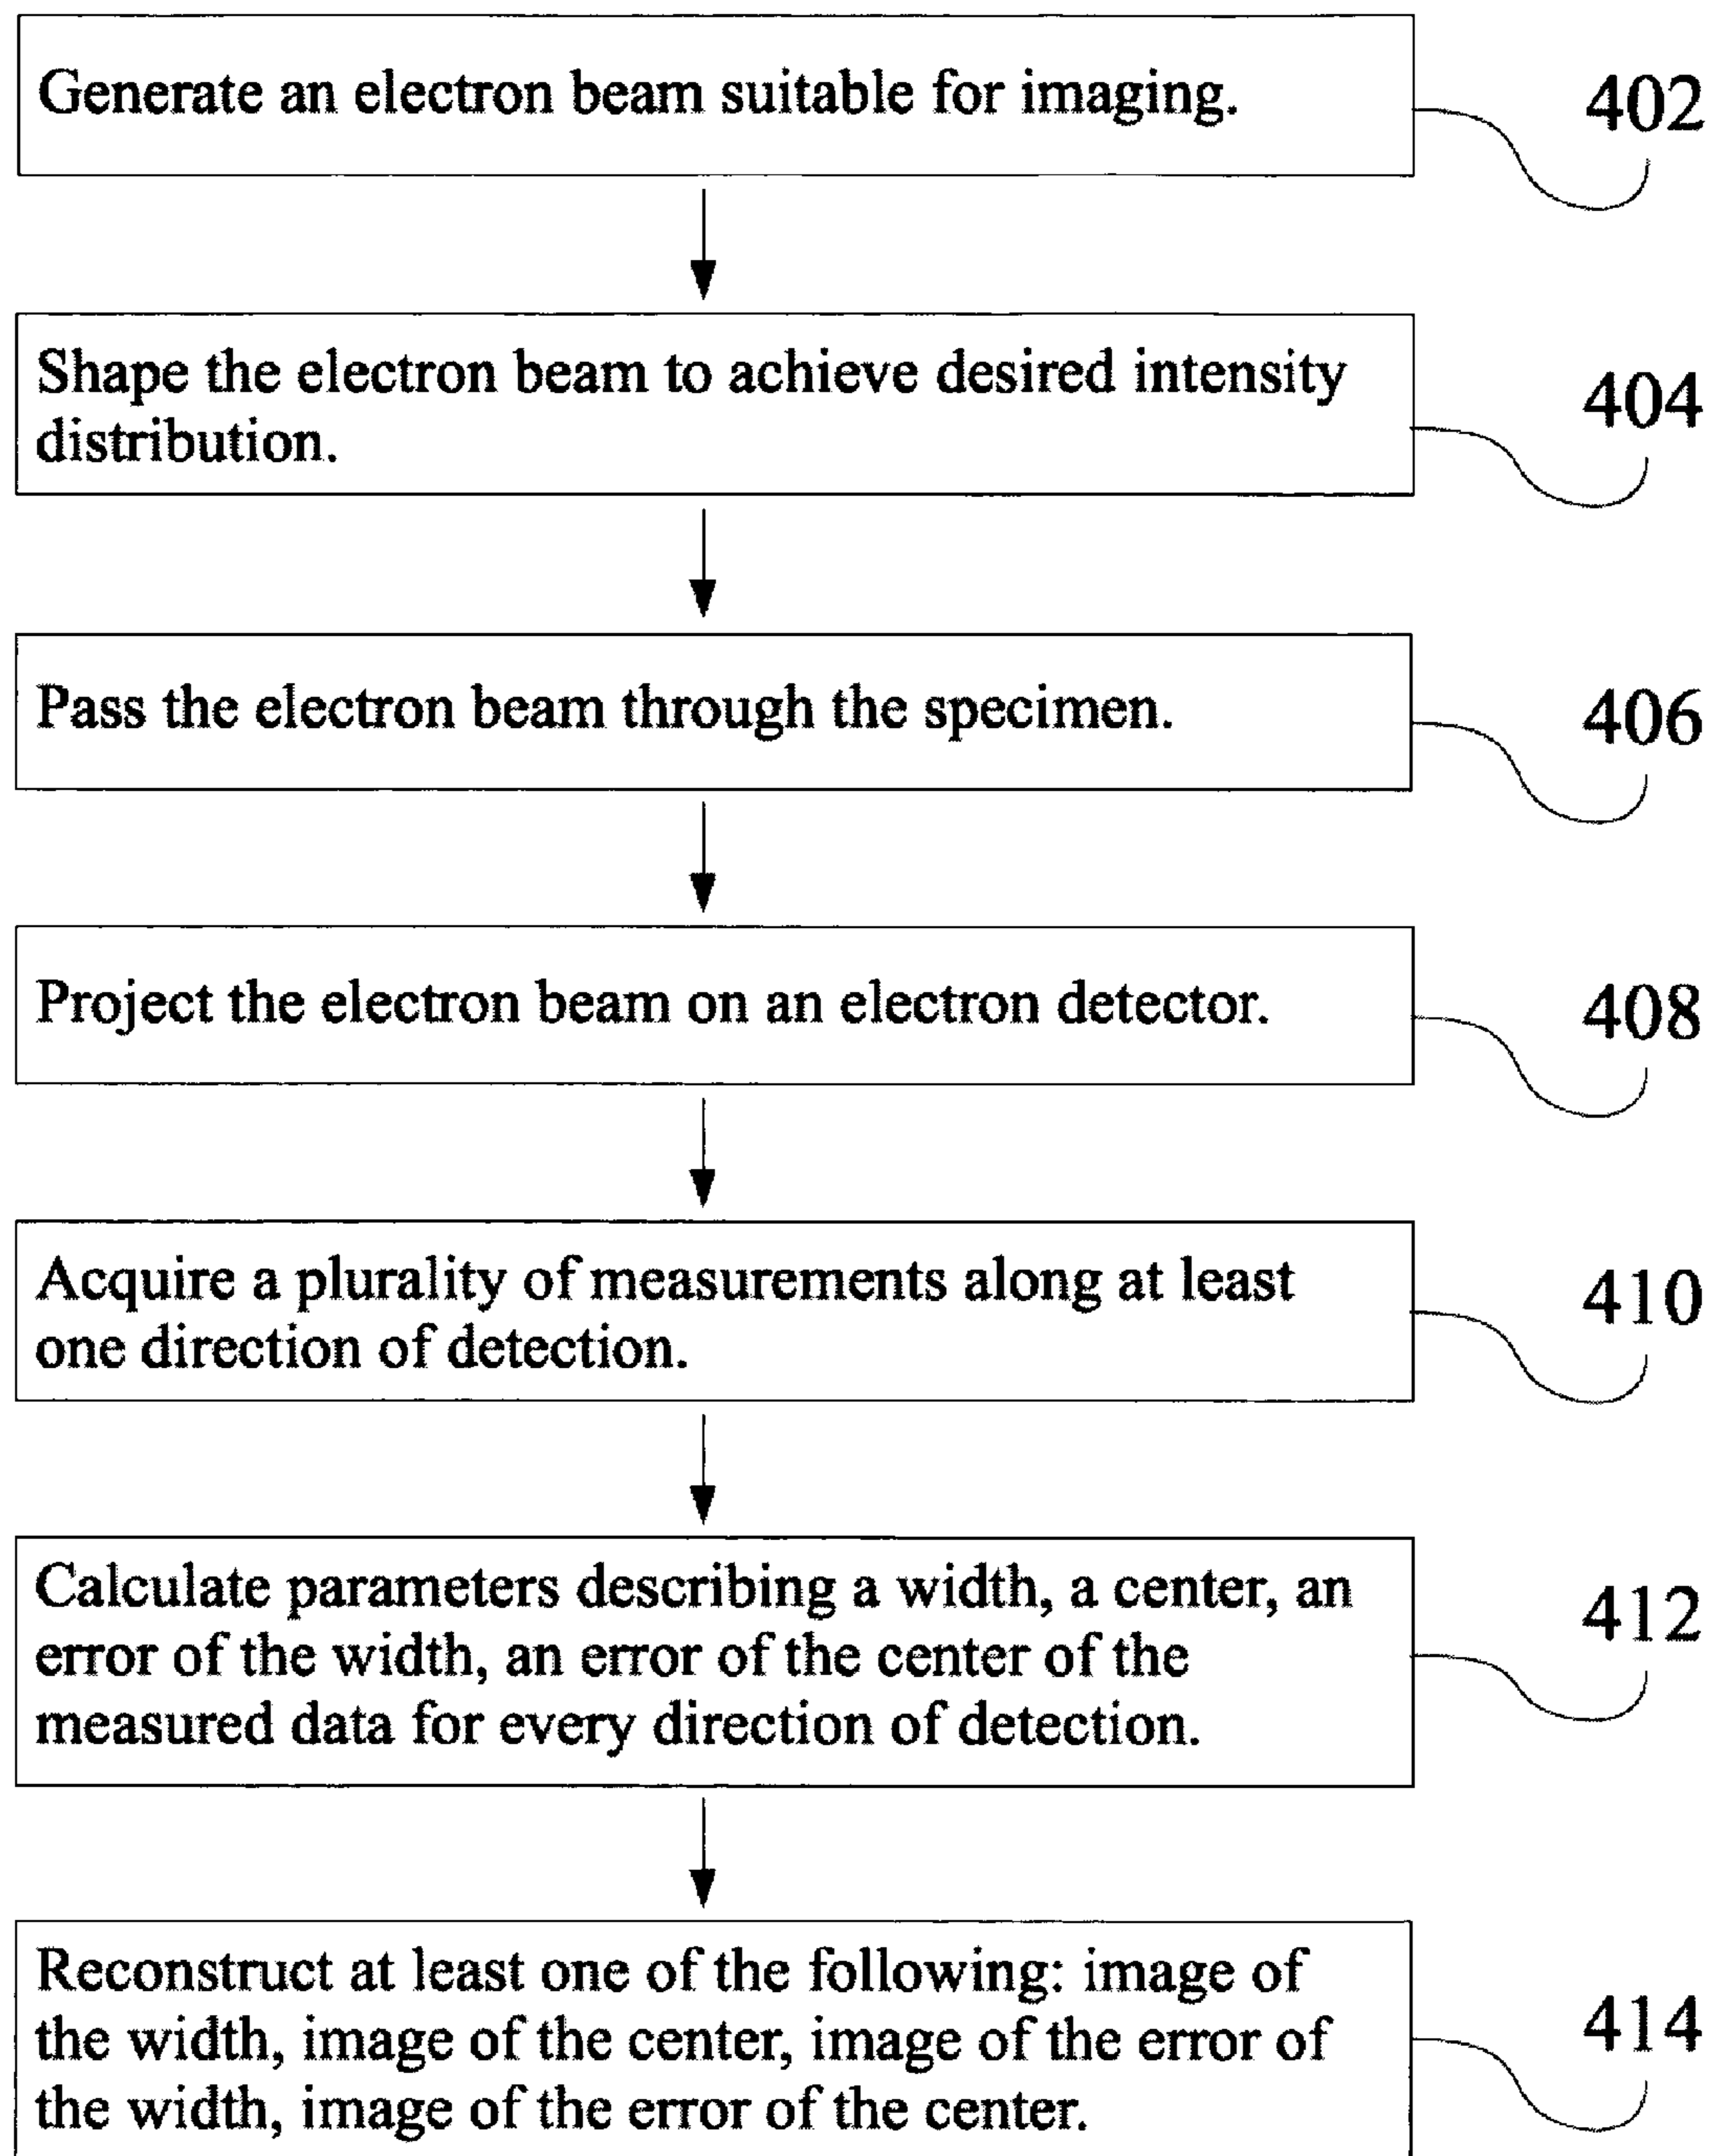 Generate an electron beam suitable for imaging.
402
Shape the electron beam to achieve desired intensity
distribution.
404
Pass the electron beam through the specimen.
406
Project the electron beam on an electron detector.
408
Acquire a plurality of measurements along at least
one direction of detection.
410
Calculate parameters describing a width, a center, an
error of the width, an error of the center of the
measured data for every direction of detection.
412
Reconstruct at least one of the following: image of
the width, image of the center, image of the error of
the width, image of the error of the center.
414